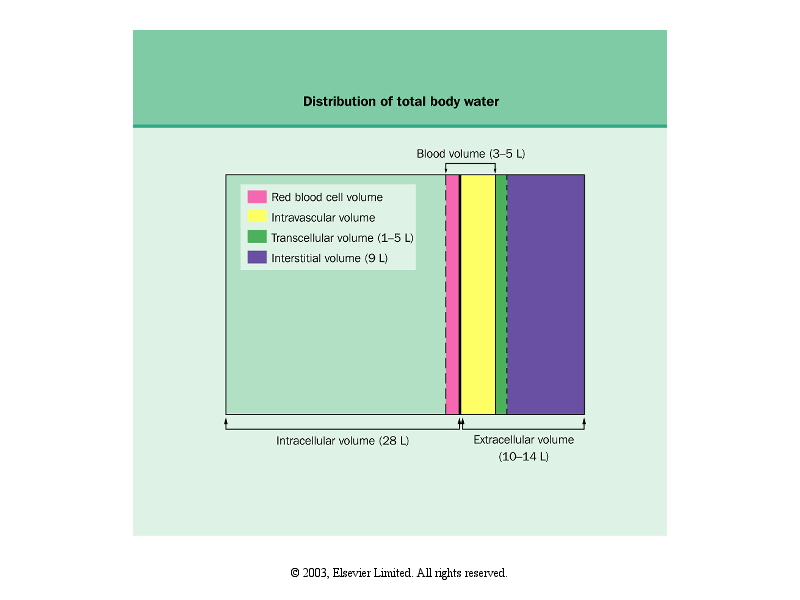 Distribution of total body water
Blood volume (3–5 L)
Red blood cell volume
Intravascular volume
Transcellular volume (1–5 L)
Interstitial volume (9 L)
Intracellular volume (28 L)
Extracellular volume
(10–14 L)
© 2003, Elsevier Limited. All rights reserved.